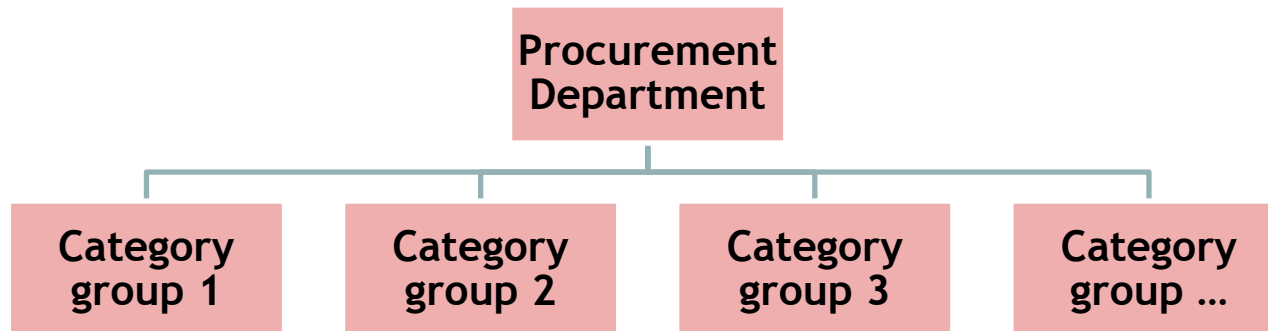 Procurement
Department
Category
group 1
Category
group 2
Category
group 3
Category
group …